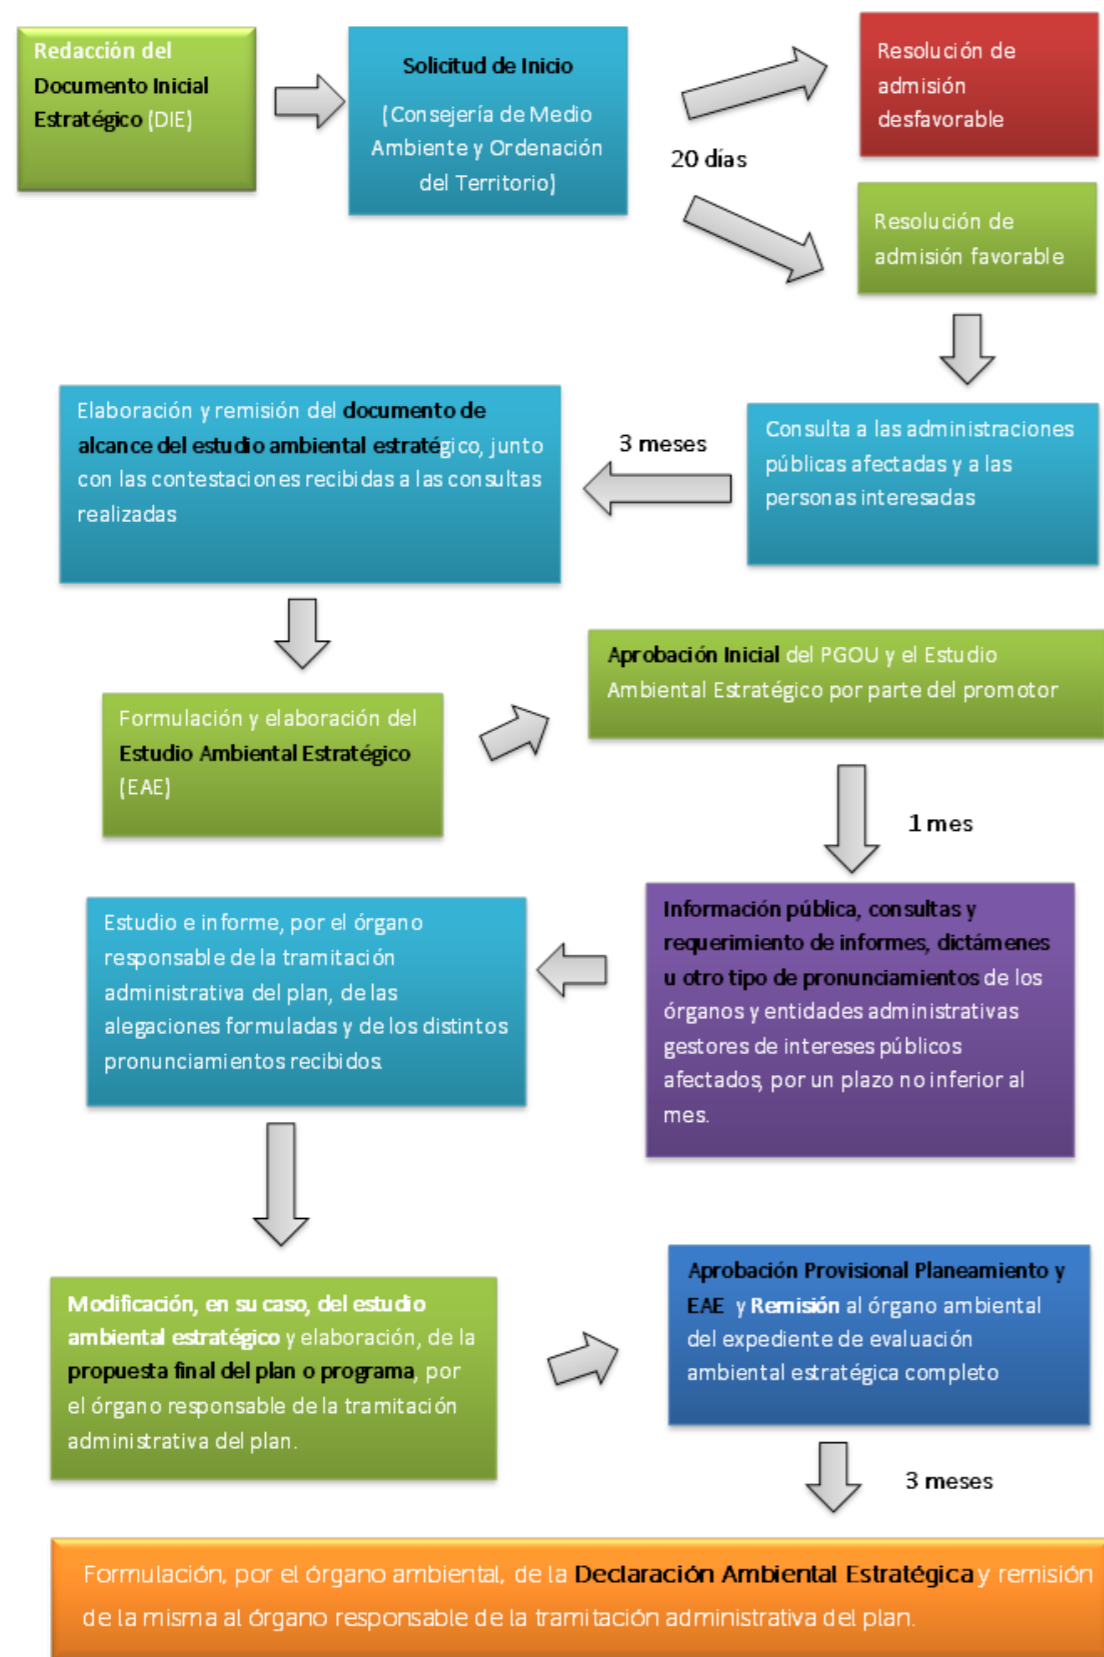 Redacción del
Documento Inicial
Estratégico (DIE)
Solicitud de Inicio
(Consejería de Medio
Ambiente y Ordenación
del Territorio)
20 días
Resolución de
admisión
desfavorable
Resolución de
admisión favorable
Consulta a las administraciones
públicas afectadas y a las
personas interesadas
3 meses
Elaboración y remisión del documento de
alcance del estudio ambiental estratégico, junto
con las contestaciones recibidas a las consultas
realizadas
Formulación y elaboración del
Estudio Ambiental Estratégico
(EAE)
Aprobación Inicial del PGOU y el Estudio
Ambiental Estratégico por parte del promotor
1 mes
Información pública, consultas y
requerimiento de informes, dictámenes
u otro tipo de pronunciamientos de los
órganos y entidades administrativas
gestores de intereses públicos
afectados, por un plazo no inferior al
mes.
Estudio e informe, por el órgano
responsable de la tramitación
administrativa del plan, de las
alegaciones formuladas y de los distintos
pronunciamientos recibidos.
Modificación, en su caso, del estudio
ambiental estratégico y elaboración, de la
propuesta final del plan o programa, por
el órgano responsable de la tramitación
administrativa del plan.
Aprobación Provisional Planeamiento y
EAE y Remisión al órgano ambiental
del expediente de evaluación
ambiental estratégica completo
3 meses
Formulación, por el órgano ambiental, de la Declaración Ambiental Estratégica y remisión
de la misma al órgano responsable de la tramitación administrativa del plan.